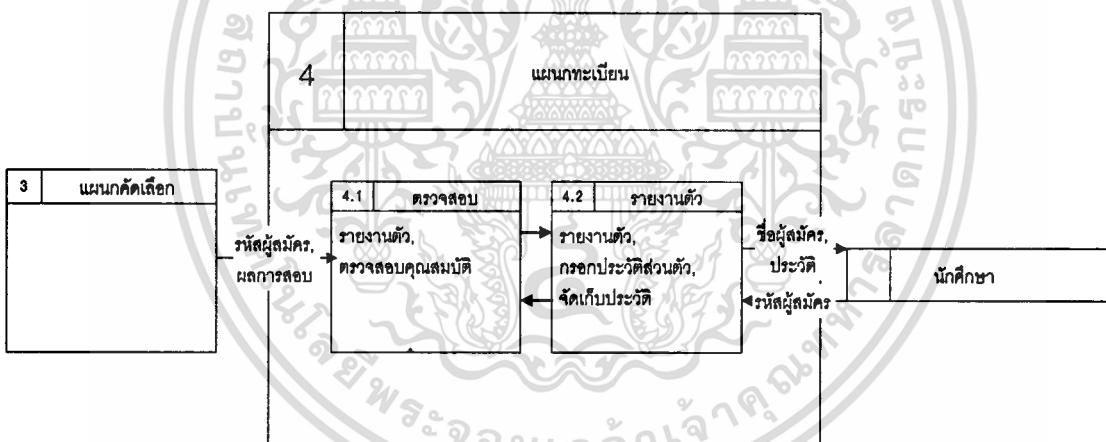 4 แผนกทะเบียน
3 แผนกคัดเลือก
รหัสผู้สมัคร,
ผลการสอบ
4.1 ตรวจสอบ
รายงานตัว,
ตรวจสอบคุณสมบัติ
4.2 รายงานตัว
รายงานตัว,
กรอกประวัติส่วนตัว,
จัดเก็บประวัติ
ชื่อผู้สมัคร,
ประวัติ
รหัสผู้สมัคร
นักศึกษา